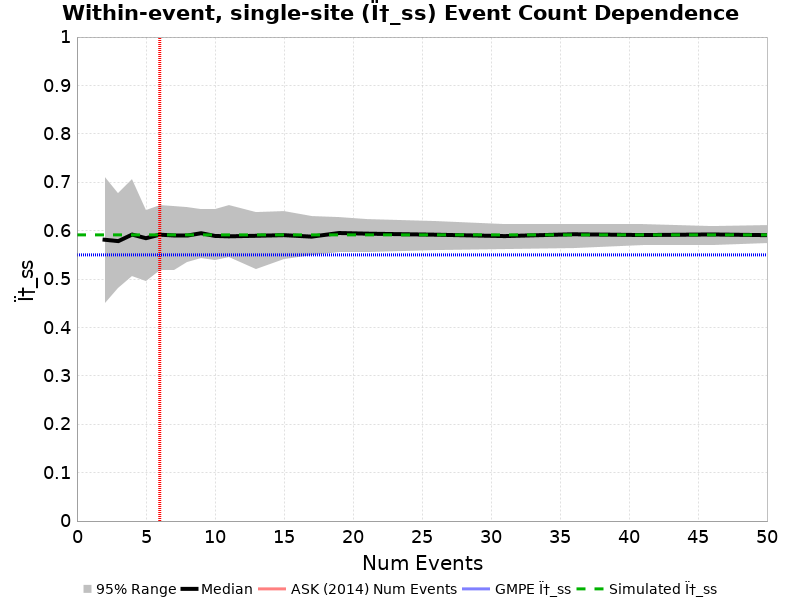 Within-event, single-site (Ï†_ss) Event Count Dependence
1
0.9
0.8
0.7
0.6
0.5
0.4
0.3
0.2
0.1
0
Ï†_ss
0 5 10 15 20 25 30 35 40 45 50
Num Events
95% Range Median ASK (2014) Num Events GMPE Ï†_ss Simulated Ï†_ss